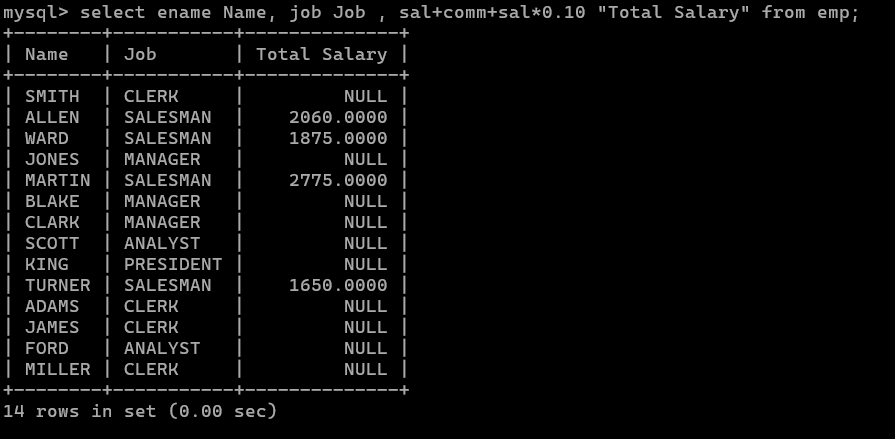 mysql> select ename Name, job Job , sal+comm+sal*0.10 "Total Salary" from emp;
+--------+-----------+--------------+
| Name   | Job       | Total Salary |
+--------+-----------+--------------+
| SMITH  | CLERK     |         NULL |
| ALLEN  | SALESMAN  |    2060.0000 |
| WARD   | SALESMAN  |    1875.0000 |
| JONES  | MANAGER   |         NULL |
| MARTIN | SALESMAN  |    2775.0000 |
| BLAKE  | MANAGER   |         NULL |
| CLARK  | MANAGER   |         NULL |
| SCOTT  | ANALYST   |         NULL |
| KING   | PRESIDENT |         NULL |
| TURNER | SALESMAN  |    1650.0000 |
| ADAMS  | CLERK     |         NULL |
| JAMES  | CLERK     |         NULL |
| FORD   | ANALYST   |         NULL |
| MILLER | CLERK     |         NULL |
+--------+-----------+--------------+
14 rows in set (0.00 sec)